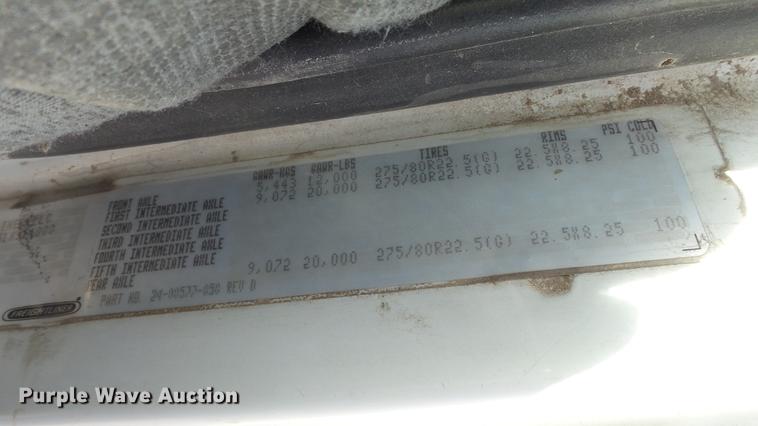 GAWR-KGS GAWR-LBS TIRES RIMS PSI COLD
FRONT AXLE 5,443 12,000 275/80R22.5(G) 22.5X8.25 100
FIRST INTERMEDIATE AXLE 9,072 20,000 275/80R22.5(G) 22.5X8.25 100
SECOND INTERMEDIATE AXLE
THIRD INTERMEDIATE AXLE
FOURTH INTERMEDIATE AXLE
FIFTH INTERMEDIATE AXLE
REAR AXLE 9,072 20,000 275/80R22.5(G) 22.5X8.25 100
PART NO. 24-00577-050 REV D
FREIGHTLINER
Purple Wave Auction